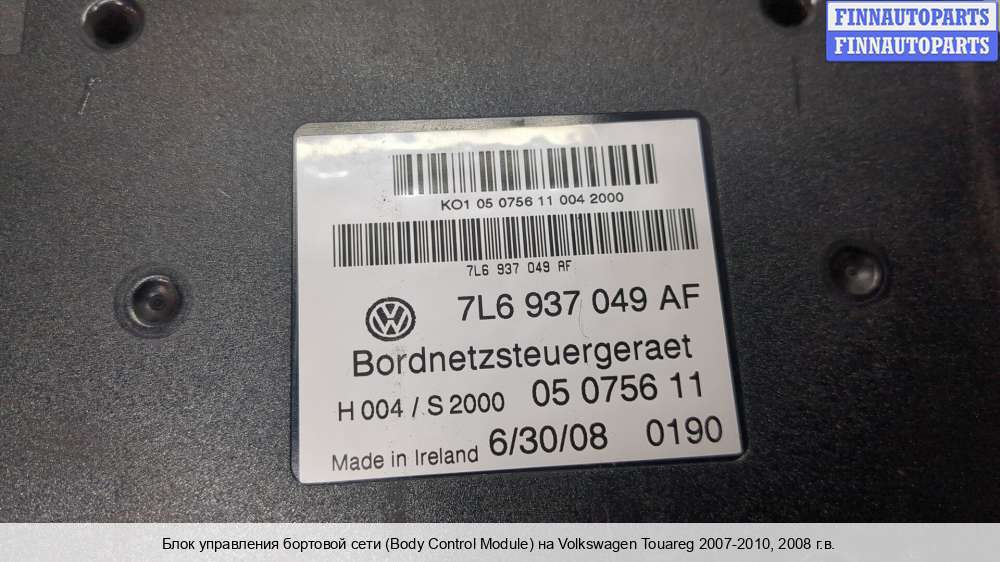 FINNAUTOPARTS
FINNAUTOPARTS
KO1 05 0756 11 004 2000
7L6 937 049 AF
7L6 937 049 AF
Bordnetzsteuergeraet
H 004 / S 2000 05 0756 11
Made in Ireland 6/30/08 0190
Блок управления бортовой сети (Body Control Module) на Volkswagen Touareg 2007-2010, 2008 г.в.